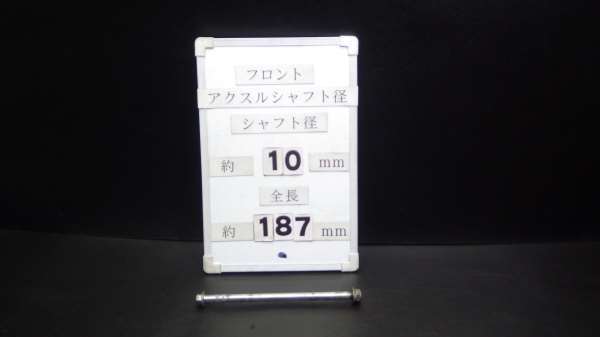 フロント
アクスルシャフト径
シャフト径
約 10 mm
全長
約 187 mm